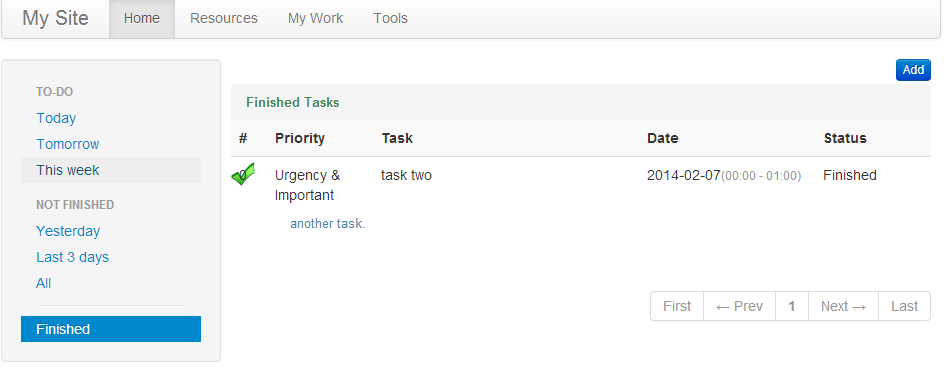 My Site Home Resources My Work Tools
Add
TO-DO
Today
Tomorrow
This week
NOT FINISHED
Yesterday
Last 3 days
All
Finished
Finished Tasks
# Priority Task Date Status
0 Urgency & Important task two 2014-02-07(00:00 - 01:00) Finished
another task.
First ← Prev 1 Next → Last